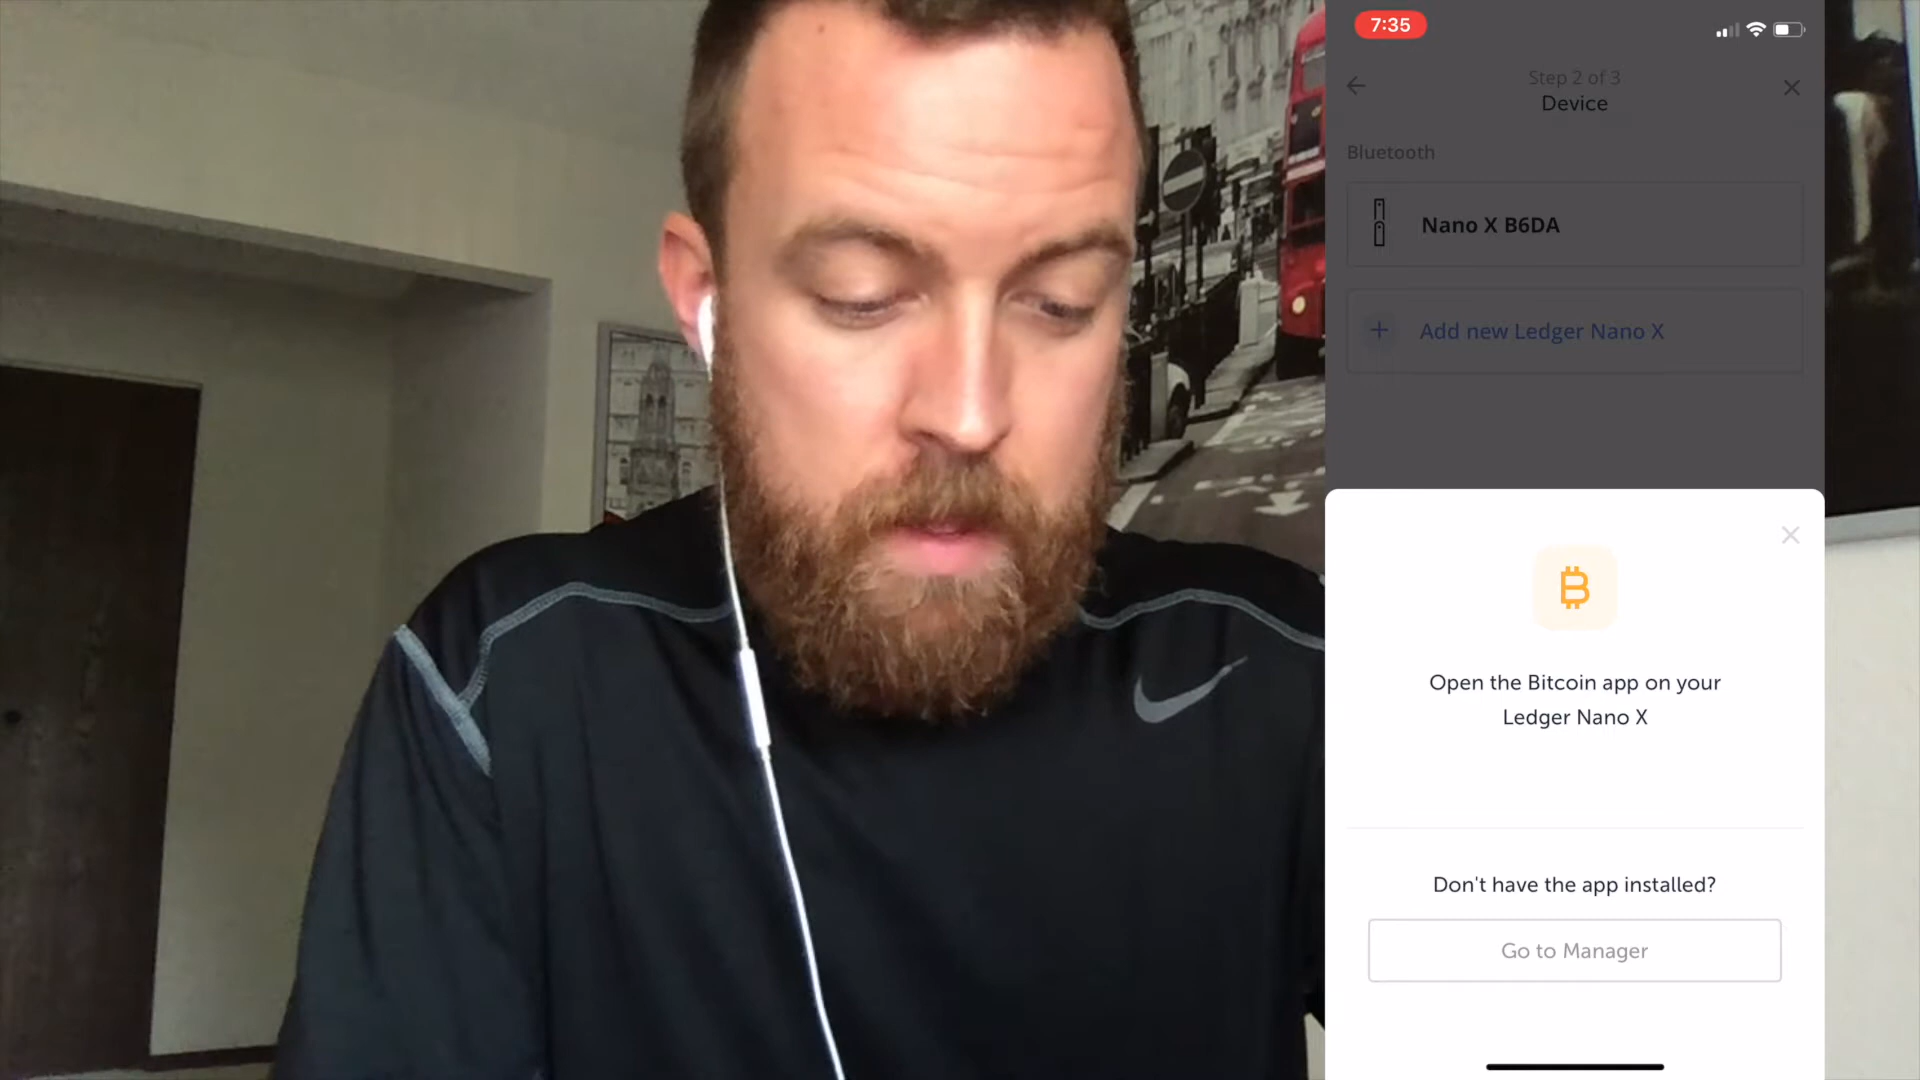 7:35
Step 2 of 3
Device
Bluetooth
Nano X B6DA
+ Add new Ledger Nano X
Open the Bitcoin app on your
Ledger Nano X
Don't have the app installed?
Go to Manager